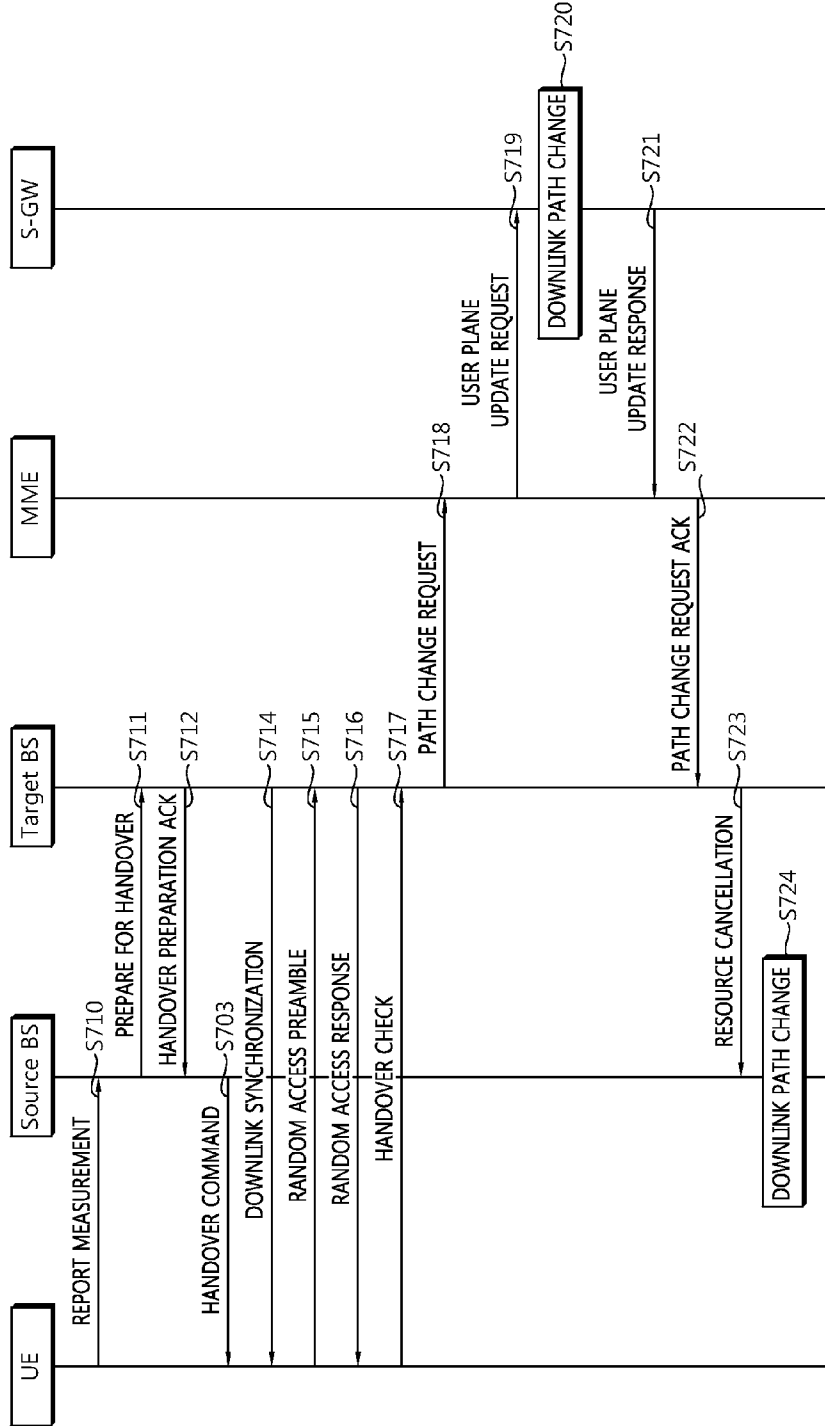 UE
Source BS
Target BS
MME
S-GW
REPORT MEASUREMENT
S710
PREPARE FOR HANDOVER
S711
HANDOVER PREPARATION ACK
S712
HANDOVER COMMAND
S703
DOWNLINK SYNCHRONIZATION
S714
RANDOM ACCESS PREAMBLE
S715
RANDOM ACCESS RESPONSE
S716
HANDOVER CHECK
S717
PATH CHANGE REQUEST
S718
USER PLANE
UPDATE REQUEST
S719
DOWNLINK PATH CHANGE
S720
USER PLANE
UPDATE RESPONSE
S721
PATH CHANGE REQUEST ACK
S722
RESOURCE CANCELLATION
S723
DOWNLINK PATH CHANGE
S724